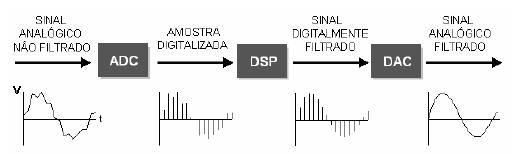 SINAL
ANALÓGICO
NÃO FILTRADO
ADC
AMOSTRA
DIGITALIZADA
DSP
SINAL
DIGITALMENTE
FILTRADO
DAC
SINAL
ANALÓGICO
FILTRADO
V
t